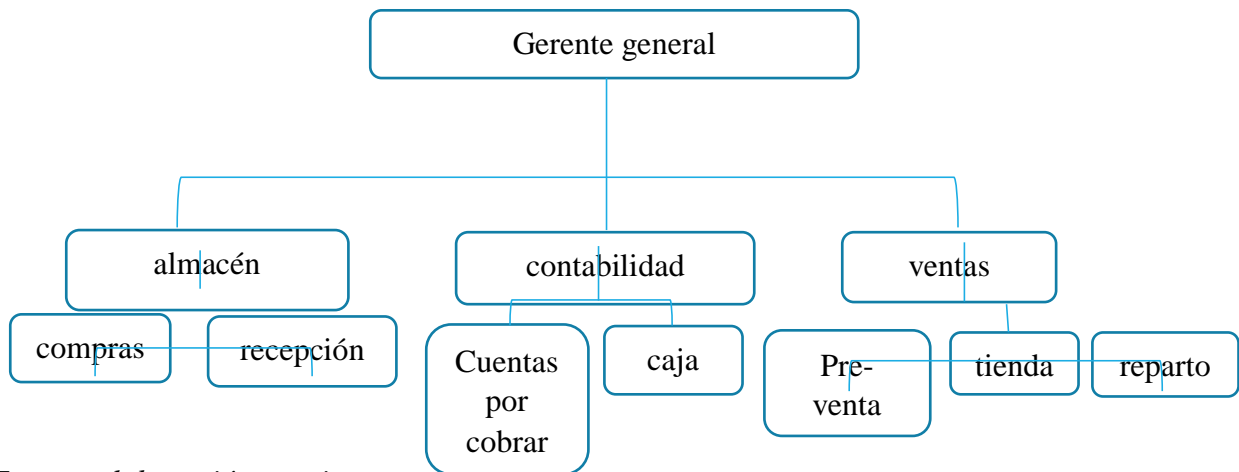 Gerente general
almacén
contabilidad
ventas
compras
recepción
Cuentas
por
cobrar
caja
Pre-
venta
tienda
reparto